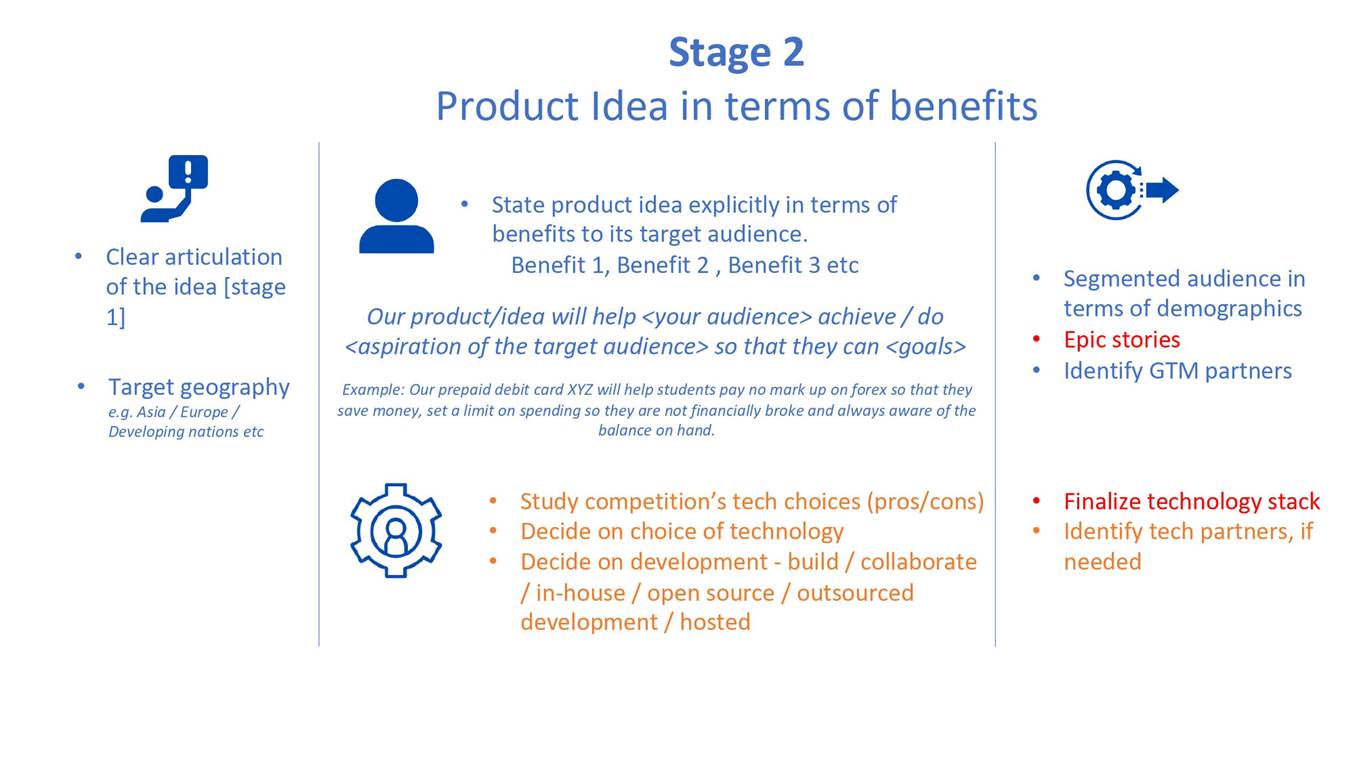 Stage 2
Product Idea in terms of benefits
• Clear articulation
of the idea [stage
1]
• Target geography
e.g. Asia / Europe /
Developing nations etc
• State product idea explicitly in terms of
benefits to its target audience.
Benefit 1, Benefit 2 , Benefit 3 etc
Our product/idea will help <your audience> achieve / do
<aspiration of the target audience> so that they can <goals>
Example: Our prepaid debit card XYZ will help students pay no mark up on forex so that they
save money, set a limit on spending so they are not financially broke and always aware of the
balance on hand.
• Study competition’s tech choices (pros/cons)
• Decide on choice of technology
• Decide on development - build / collaborate
/ in-house / open source / outsourced
development / hosted
• Segmented audience in
terms of demographics
• Epic stories
• Identify GTM partners
• Finalize technology stack
• Identify tech partners, if
needed